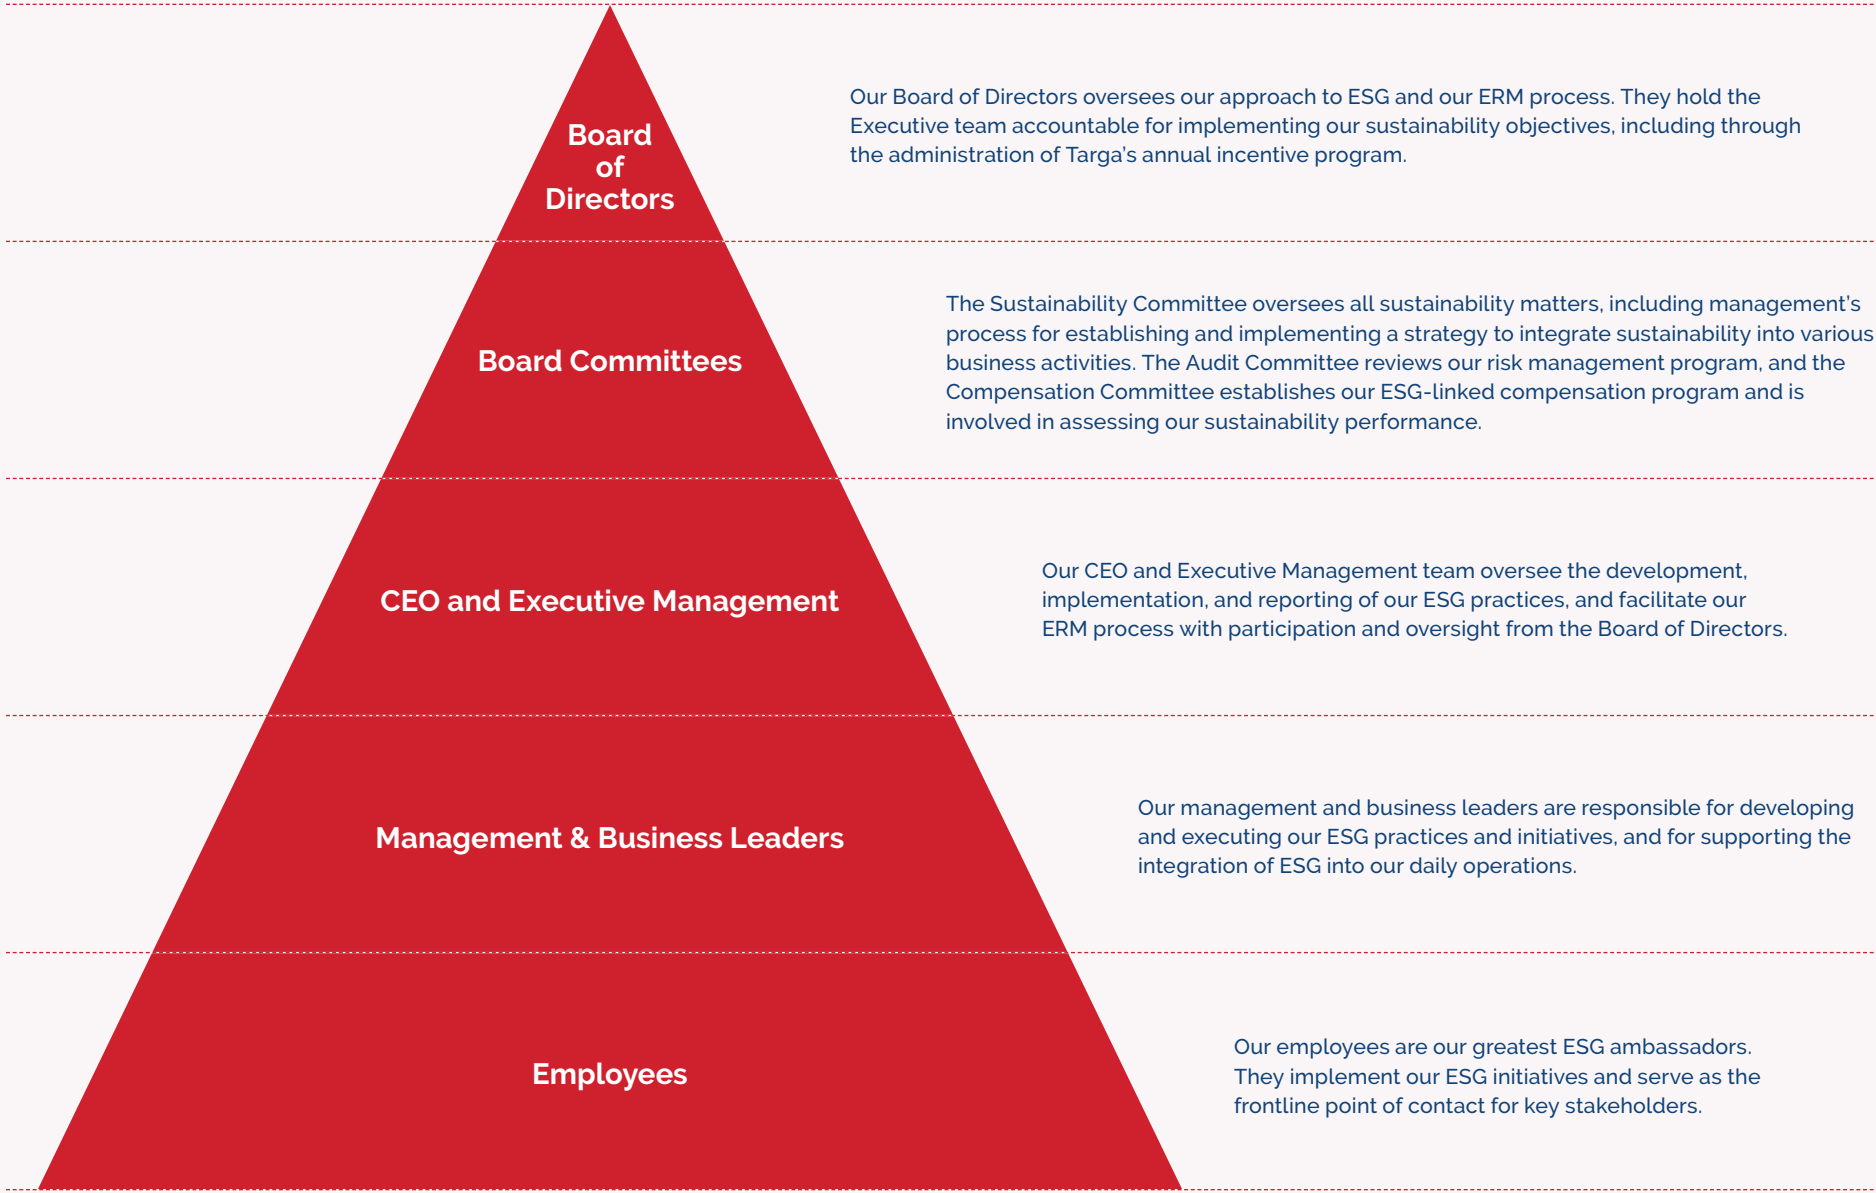 Board
of
Directors
Our Board of Directors oversees our approach to ESG and our ERM process. They hold the
Executive team accountable for implementing our sustainability objectives, including through
the administration of Targa’s annual incentive program.
Board Committees
The Sustainability Committee oversees all sustainability matters, including management’s
process for establishing and implementing a strategy to integrate sustainability into various
business activities. The Audit Committee reviews our risk management program, and the
Compensation Committee establishes our ESG-linked compensation program and is
involved in assessing our sustainability performance.
CEO and Executive Management
Our CEO and Executive Management team oversee the development,
implementation, and reporting of our ESG practices, and facilitate our
ERM process with participation and oversight from the Board of Directors.
Management & Business Leaders
Our management and business leaders are responsible for developing
and executing our ESG practices and initiatives, and for supporting the
integration of ESG into our daily operations.
Employees
Our employees are our greatest ESG ambassadors.
They implement our ESG initiatives and serve as the
frontline point of contact for key stakeholders.